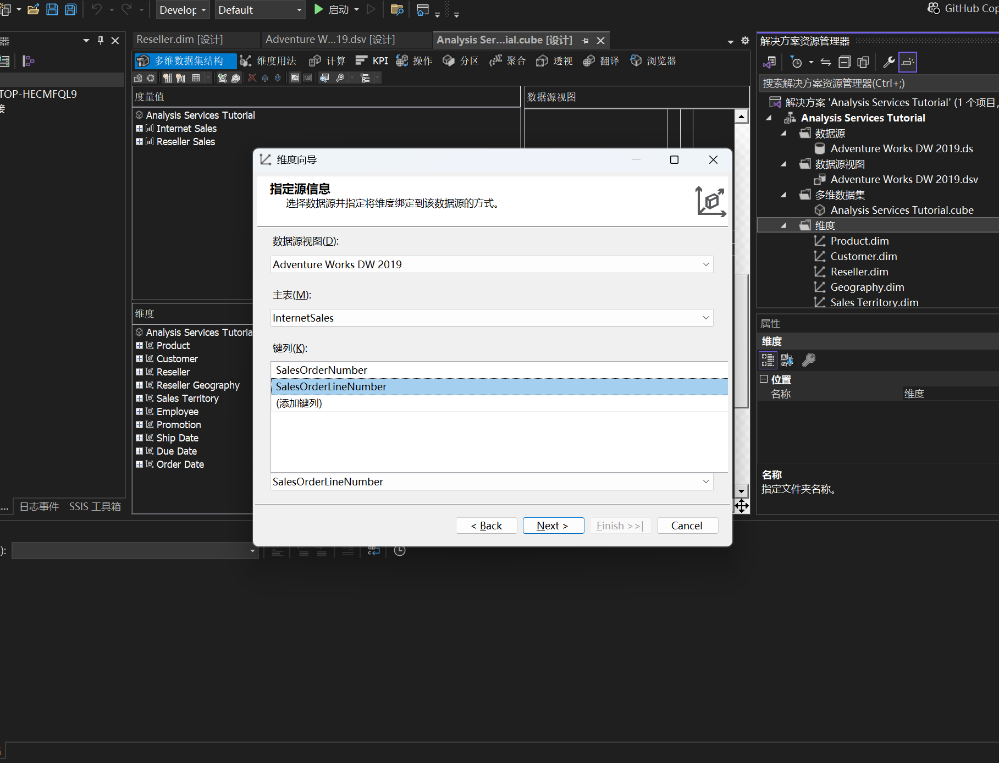 Develop
Default
启动
GitHub Cop
器
Reseller.dim [设计]
Adventure W...19.dsv [设计]
Analysis Ser...ial.cube [设计]
解决方案资源管理器
多维数据集结构
维度用法
计算
KPI
操作
分区
聚合
透视
翻译
浏览器
搜索解决方案资源管理器(Ctrl+;)
TOP-HECMFQL9
接
度量值
数据源视图
Analysis Services Tutorial
Internet Sales
Reseller Sales
解决方案 'Analysis Services Tutorial' (1 个项目,
Analysis Services Tutorial
数据源
Adventure Works DW 2019.ds
数据源视图
Adventure Works DW 2019.dsv
多维数据集
Analysis Services Tutorial.cube
维度
Product.dim
Customer.dim
Reseller.dim
Geography.dim
Sales Territory.dim
维度向导
指定源信息
选择数据源并指定将维度绑定到该数据源的方式。
数据源视图(D):
Adventure Works DW 2019
主表(M):
InternetSales
键列(K):
SalesOrderNumber
SalesOrderLineNumber
(添加键列)
SalesOrderLineNumber
< Back
Next >
Finish >>|
Cancel
维度
Analysis Services Tutoria
Product
Customer
Reseller
Reseller Geography
Sales Territory
Employee
Promotion
Ship Date
Due Date
Order Date
属性
维度
位置
名称
维度
名称
指定文件夹名称。
...
日志事件
SSIS 工具箱
):